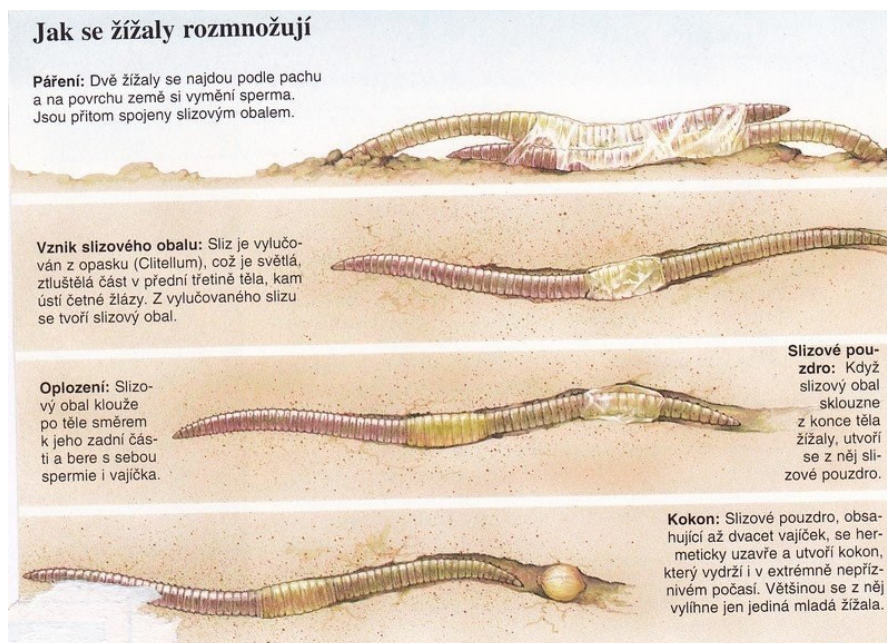 Jak se žížaly rozmnožují
Páření: Dvě žížaly se najdou podle pachu
a na povrchu země si vymění sperma.
Jsou přitom spojeny slizovým obalem.
Vznik slizového obalu: Sliz je vylučo-
ván z opasku (Clitellum), což je světlá,
ztluštělá část v přední třetině těla, kam
ústí četné žlázy. Z vylučovaného slizu
se tvoří slizový obal.
Oplození: Slizo-
vý obal klouže
po těle směrem
k jeho zadní čás-
ti a bere s sebou
spermie i vajíčka.
Slizové pou-
zdro: Když
slizový obal
sklouzne
z konce těla
žížaly, utvoří
se z něj sli-
zové pouzdro.
Kokon: Slizové pouzdro, obsa-
hující až dvacet vajíček, se her-
meticky uzavře a utvoří kokon,
který vydrží i v extrémně nepříz-
nivém počasí. Většinou se z něj
vylíhne jen jediná mladá žížala.